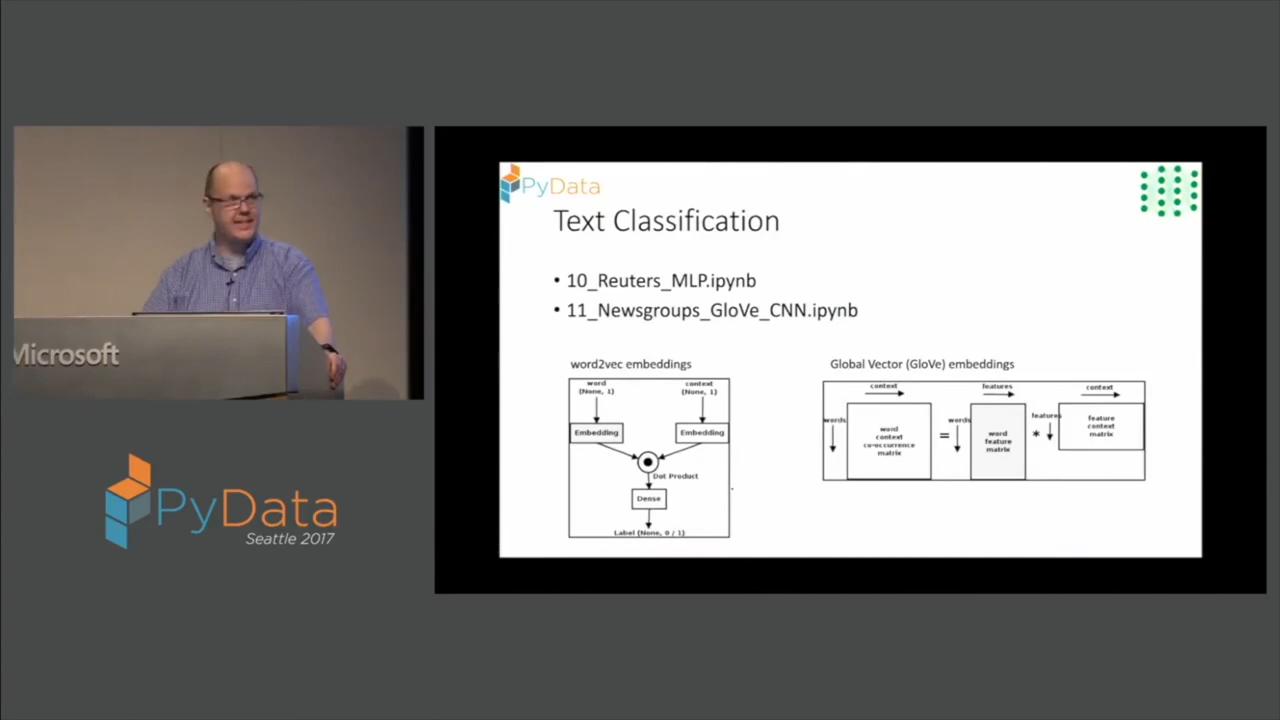 Microsoft
PyData
Seattle 2017
PyData
Text Classification
• 10_Reuters_MLP.ipynb
• 11_Newsgroups_GloVe_CNN.ipynb
word2vec embeddings
word
(None, 1)
context
(None, 1)
Embedding
Embedding
Dot Product
Dense
Label (None, 0 / 1)
Global Vector (GloVe) embeddings
context
features
context
words
word
context
co-occurrence
matrix
=
words
word
feature
matrix
*
features
feature
context
matrix